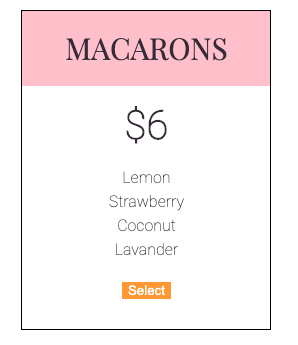 MACARONS
$6
Lemon
Strawberry
Coconut
Lavander
Select